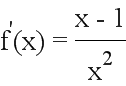 f'(x) = (x - 1) / x²